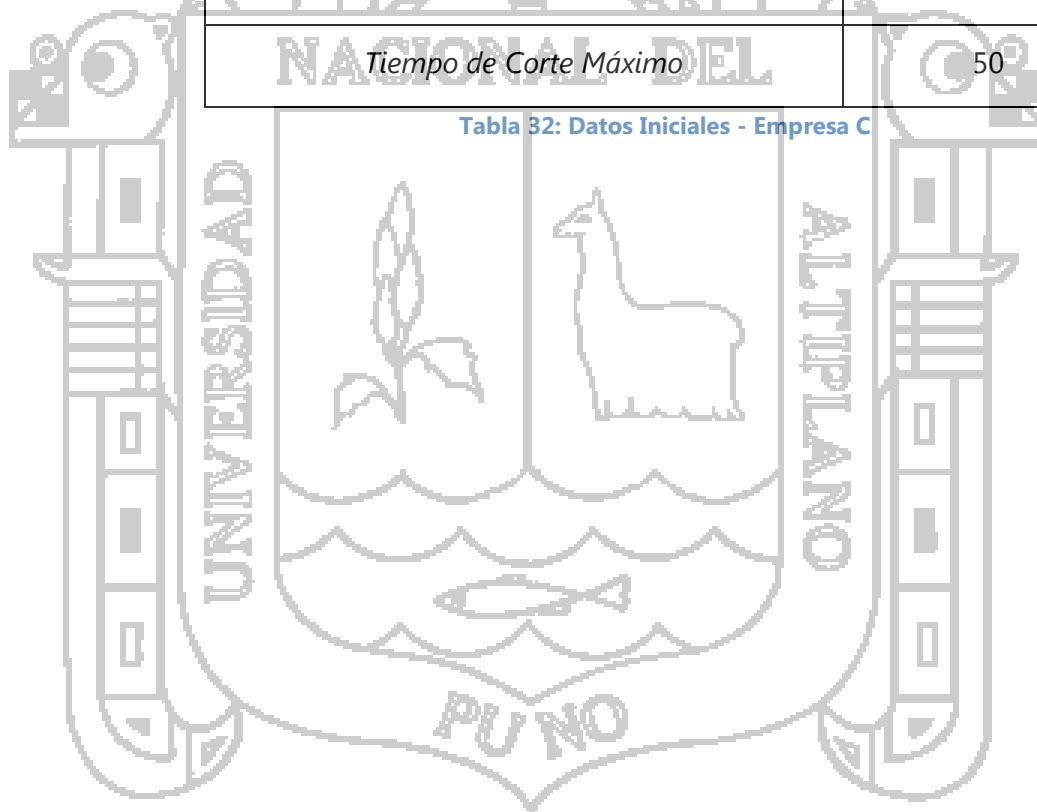 NACIONAL DEL
Tiempo de Corte Máximo 50
Tabla 32: Datos Iniciales - Empresa C
UNIVERSIDAD
ALTIPLANO
PUNO